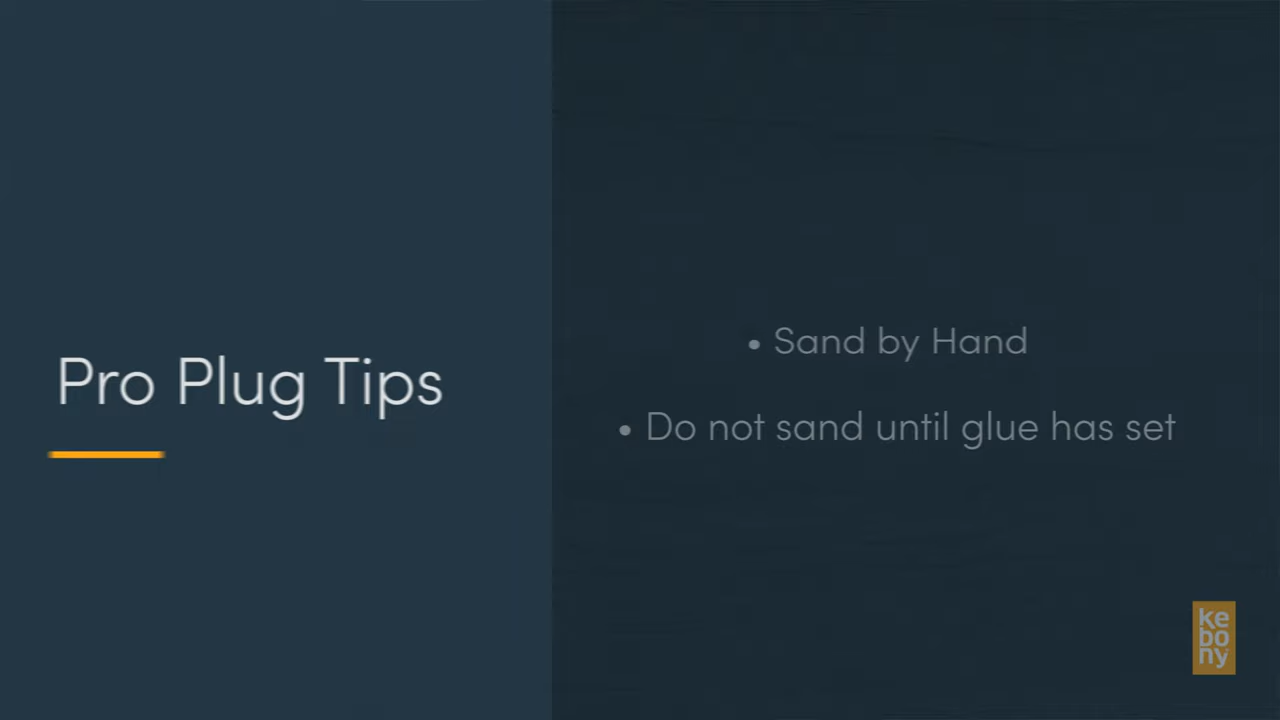 Pro Plug Tips
• Sand by Hand
• Do not sand until glue has set
ke
bo
ny